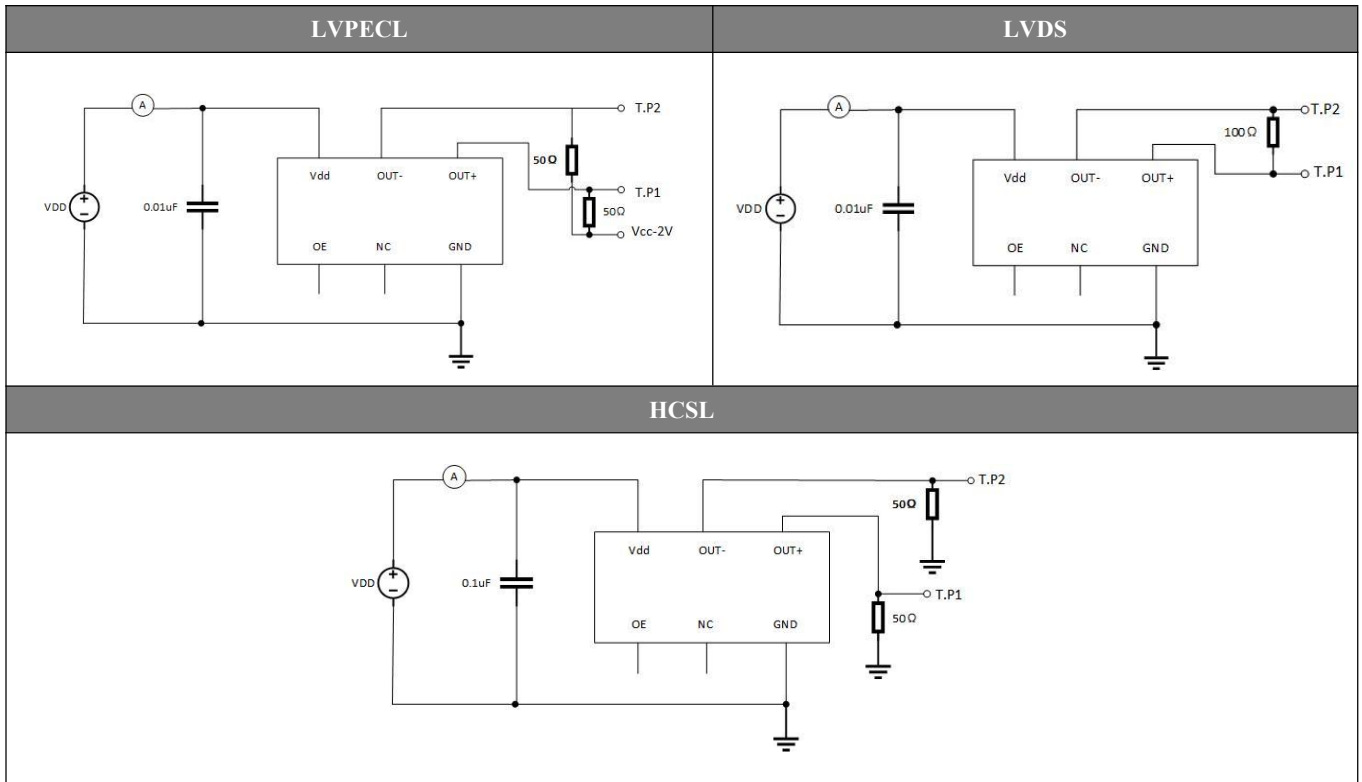 LVPECL
A
T.P2
50Ω
Vdd OUT- OUT+
T.P1
VDD
0.01uF
50Ω
Vcc-2V
OE NC GND
LVDS
A
T.P2
100Ω
Vdd OUT- OUT+
T.P1
VDD
0.01uF
OE NC GND
HCSL
A
T.P2
50Ω
Vdd OUT- OUT+
VDD
0.1uF
T.P1
50Ω
OE NC GND